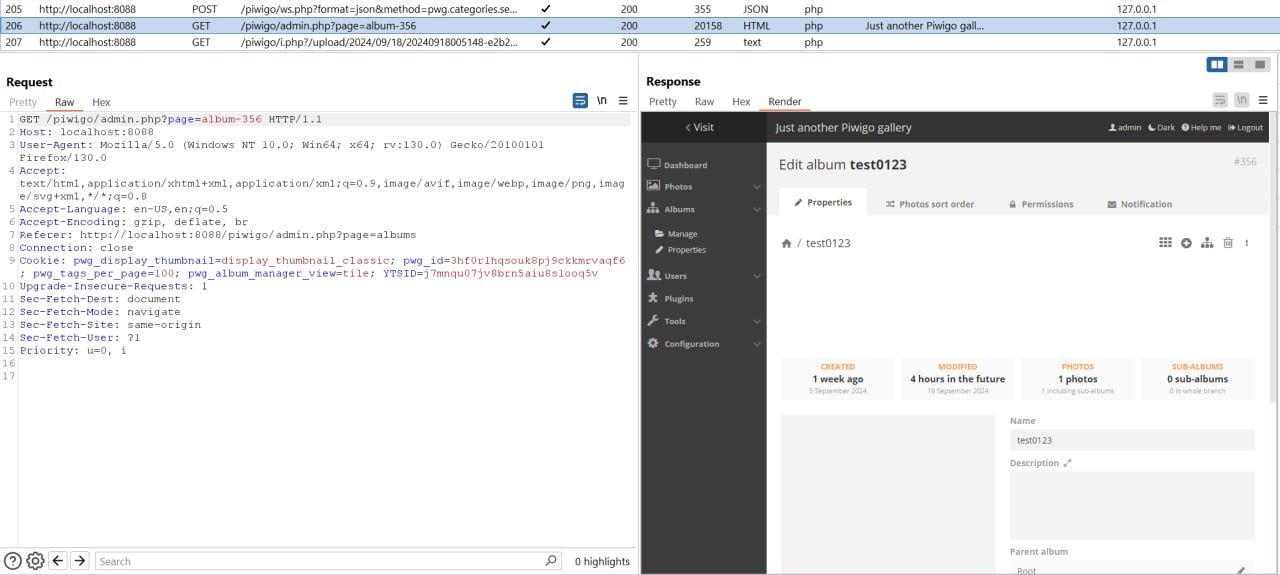 205 http://localhost:8088 POST /piwigo/ws.php?format=json&method=pwg.categories.se... ✓ 200 355 JSON php 127.0.0.1
206 http://localhost:8088 GET /piwigo/admin.php?page=album-356 ✓ 200 20158 HTML php Just another Piwigo gall... 127.0.0.1
207 http://localhost:8088 GET /piwigo/i.php?/upload/2024/09/18/20240918005148-e2b2... ✓ 200 259 text php 127.0.0.1
Request
Pretty Raw Hex \n
1 GET /piwigo/admin.php?page=album-356 HTTP/1.1
2 Host: localhost:8088
3 User-Agent: Mozilla/5.0 (Windows NT 10.0; Win64; x64; rv:130.0) Gecko/20100101
Firefox/130.0
4 Accept:
text/html,application/xhtml+xml,application/xml;q=0.9,image/avif,image/webp,image/png,imag
e/svg+xml,*/*;q=0.8
5 Accept-Language: en-US,en;q=0.5
6 Accept-Encoding: gzip, deflate, br
7 Referer: http://localhost:8088/piwigo/admin.php?page=albums
8 Connection: close
9 Cookie: pwg_display_thumbnail=display_thumbnail_classic; pwg_id=3hf0rlhqsouk8pj9ckkmrvaqf6
; pwg_tags_per_page=100; pwg_album_manager_view=tile; YTSID=j7mnqu07jv8brn5aiu8slooq5v
10 Upgrade-Insecure-Requests: 1
11 Sec-Fetch-Dest: document
12 Sec-Fetch-Mode: navigate
13 Sec-Fetch-Site: same-origin
14 Sec-Fetch-User: ?1
15 Priority: u=0, i
16
17
Search 0 highlights
Response
Pretty Raw Hex Render \n
Visit Just another Piwigo gallery admin Dark Help me Logout
Dashboard
Photos
Albums
Manage
Properties
Users
Plugins
Tools
Configuration
Edit album test0123 #356
Properties Photos sort order Permissions Notification
/ test0123
CREATED MODIFIED PHOTOS SUB-ALBUMS
1 week ago 4 hours in the future 1 photos 0 sub-albums
5 September 2024 19 September 2024 1 including sub-albums 0 in whole branch
Name
test0123
Description
Parent album
Root